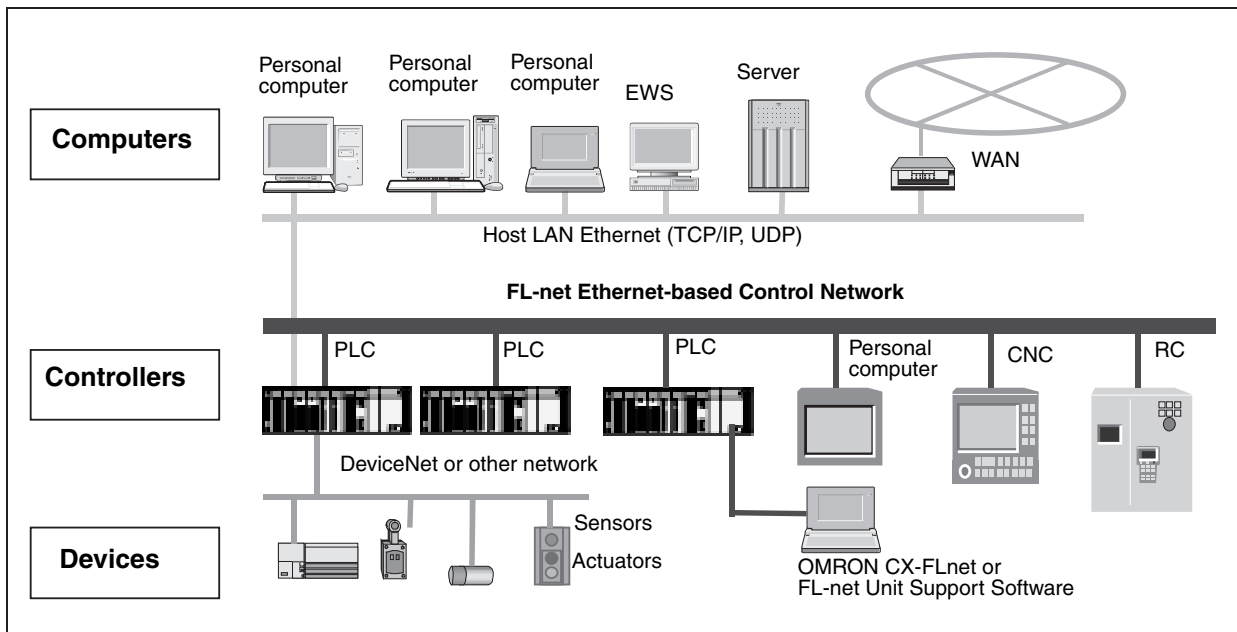 Personal
computer
Personal
computer
Personal
computer
EWS
Server
Computers
WAN
Host LAN Ethernet (TCP/IP, UDP)
FL-net Ethernet-based Control Network
PLC
PLC
PLC
Personal
computer
CNC
RC
Controllers
DeviceNet or other network
Sensors
Actuators
Devices
OMRON CX-FLnet or
FL-net Unit Support Software